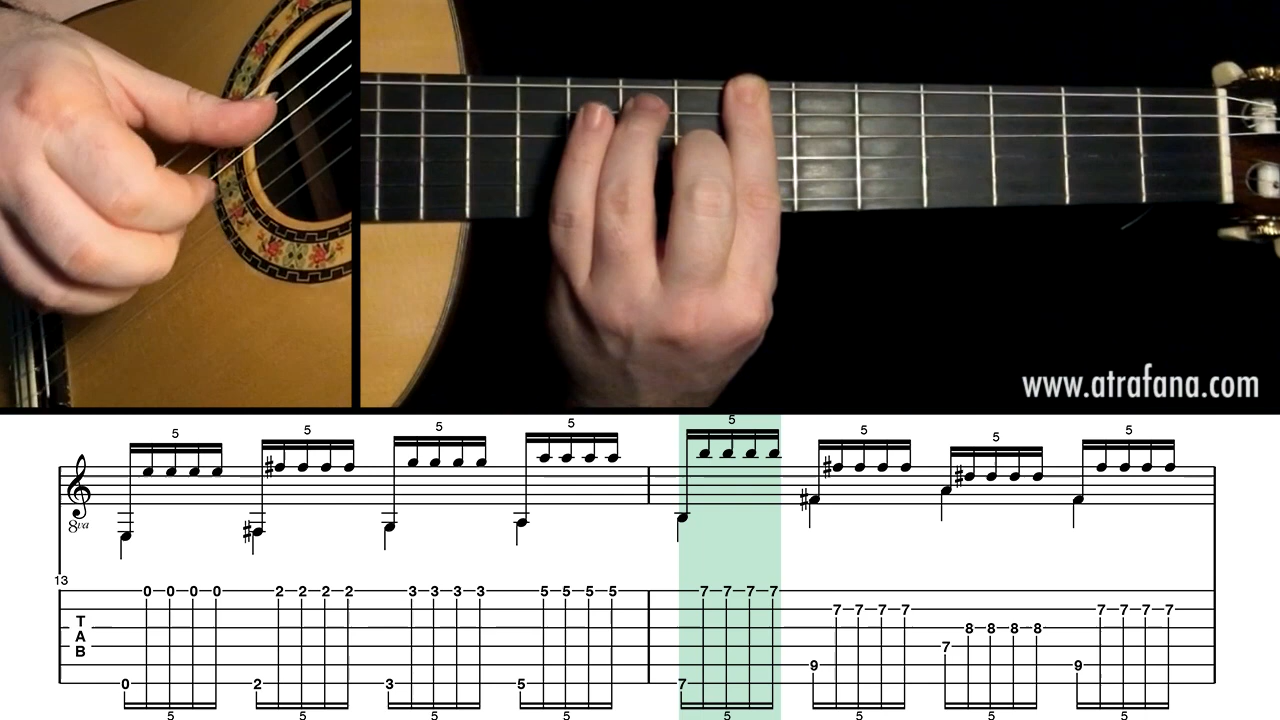 www.atrafana.com
5 5 5 5 5 5 5 5
8va
13
T
A
B
0 0 0 0 2 2 2 2 3 3 3 3 5 5 5 5 7 7 7 7
7 7 7 7 7 7 7 7
8 8 8 8
7
9 9
0 2 3 5 7
5 5 5 5 5 5 5 5